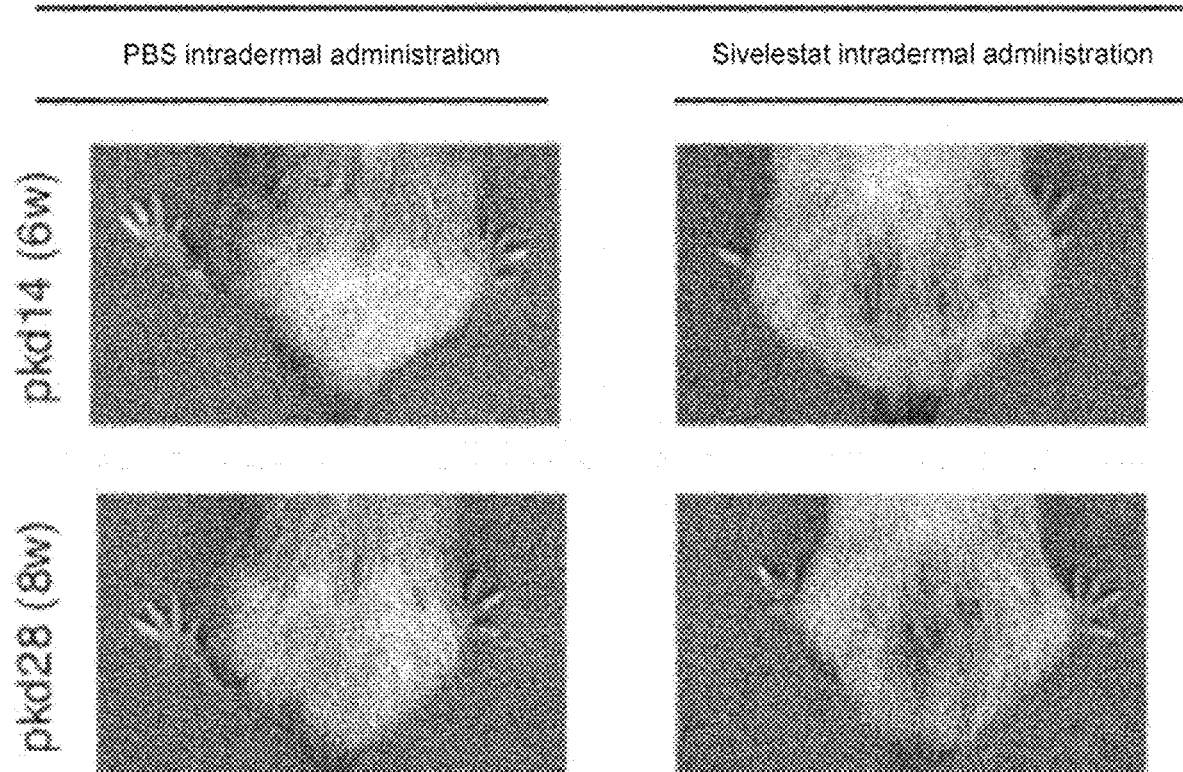 PBS intradermal administration
Sivelestat intradermal administration
pkd14 (6w)
pkd28 (8w)